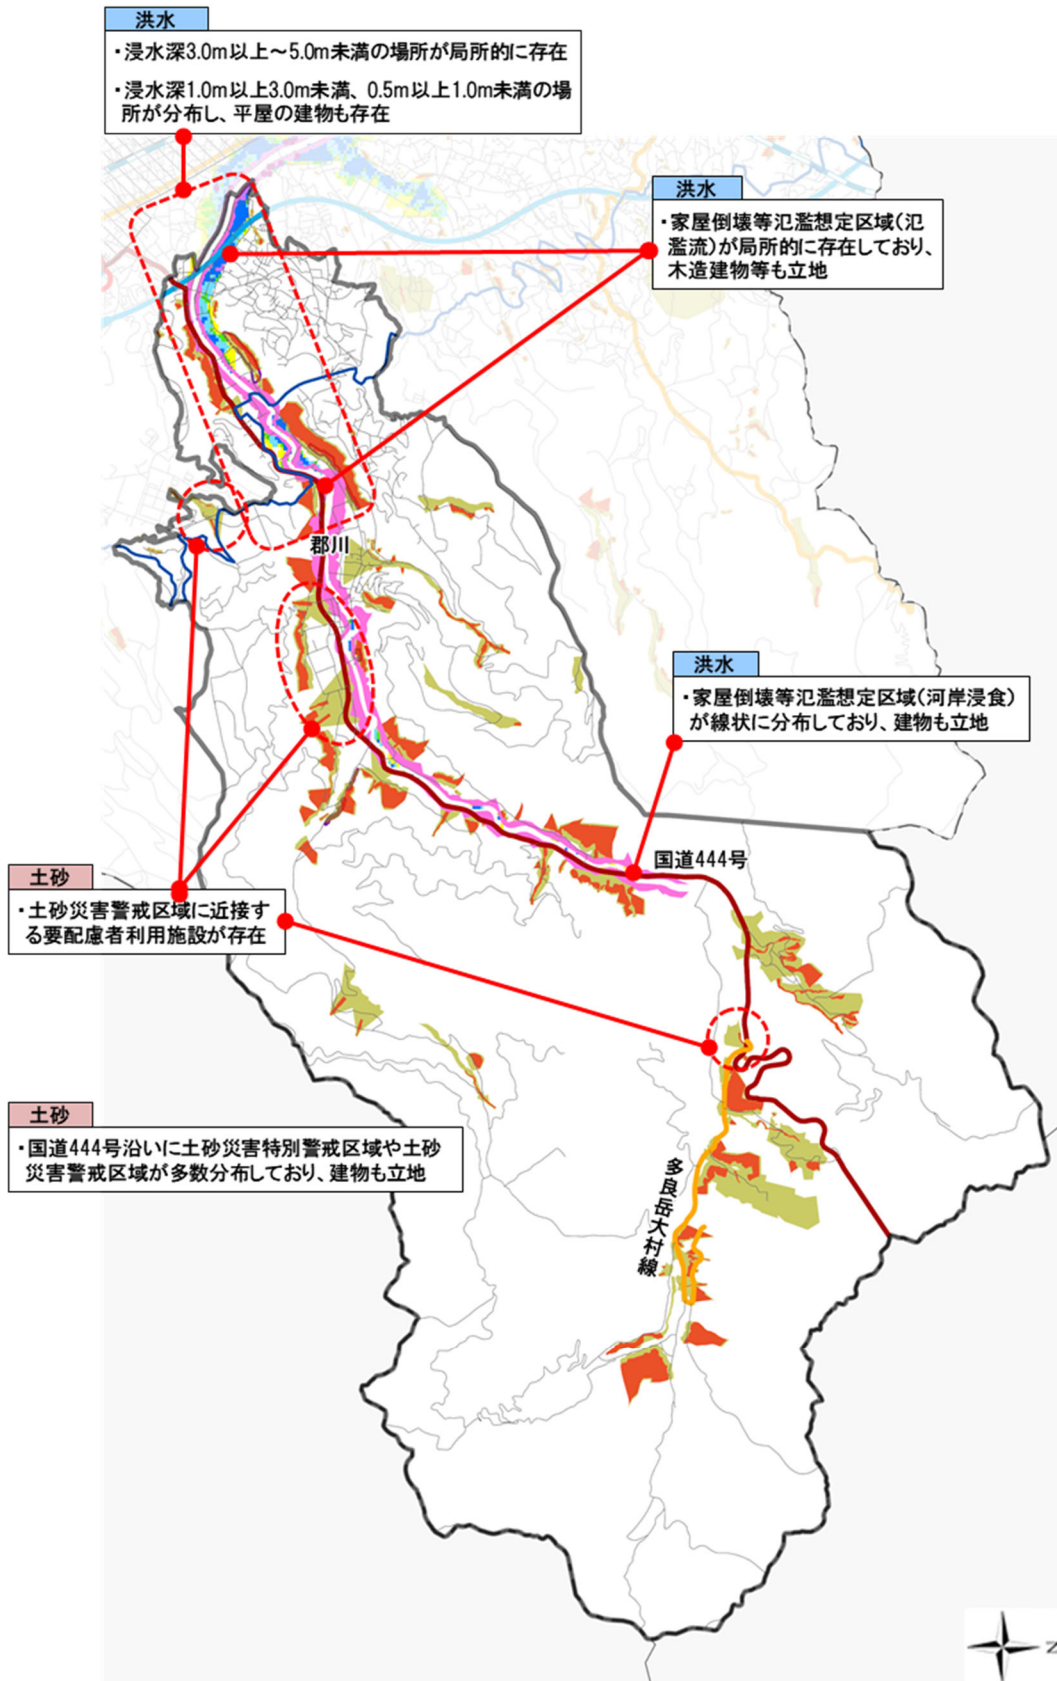 洪水
・浸水深3.0m以上～5.0m未満の場所が局所的に存在
・浸水深1.0m以上3.0m未満、0.5m以上1.0m未満の場
所が分布し、平屋の建物も存在
洪水
・家屋倒壊等氾濫想定区域(氾
濫流)が局所的に存在しており、
木造建物等も立地
郡川
洪水
・家屋倒壊等氾濫想定区域(河岸浸食)
が線状に分布しており、建物も立地
国道444号
土砂
・土砂災害警戒区域に近接す
る要配慮者利用施設が存在
土砂
・国道444号沿いに土砂災害特別警戒区域や土砂
災害警戒区域が多数分布しており、建物も立地
多良岳大村線
N